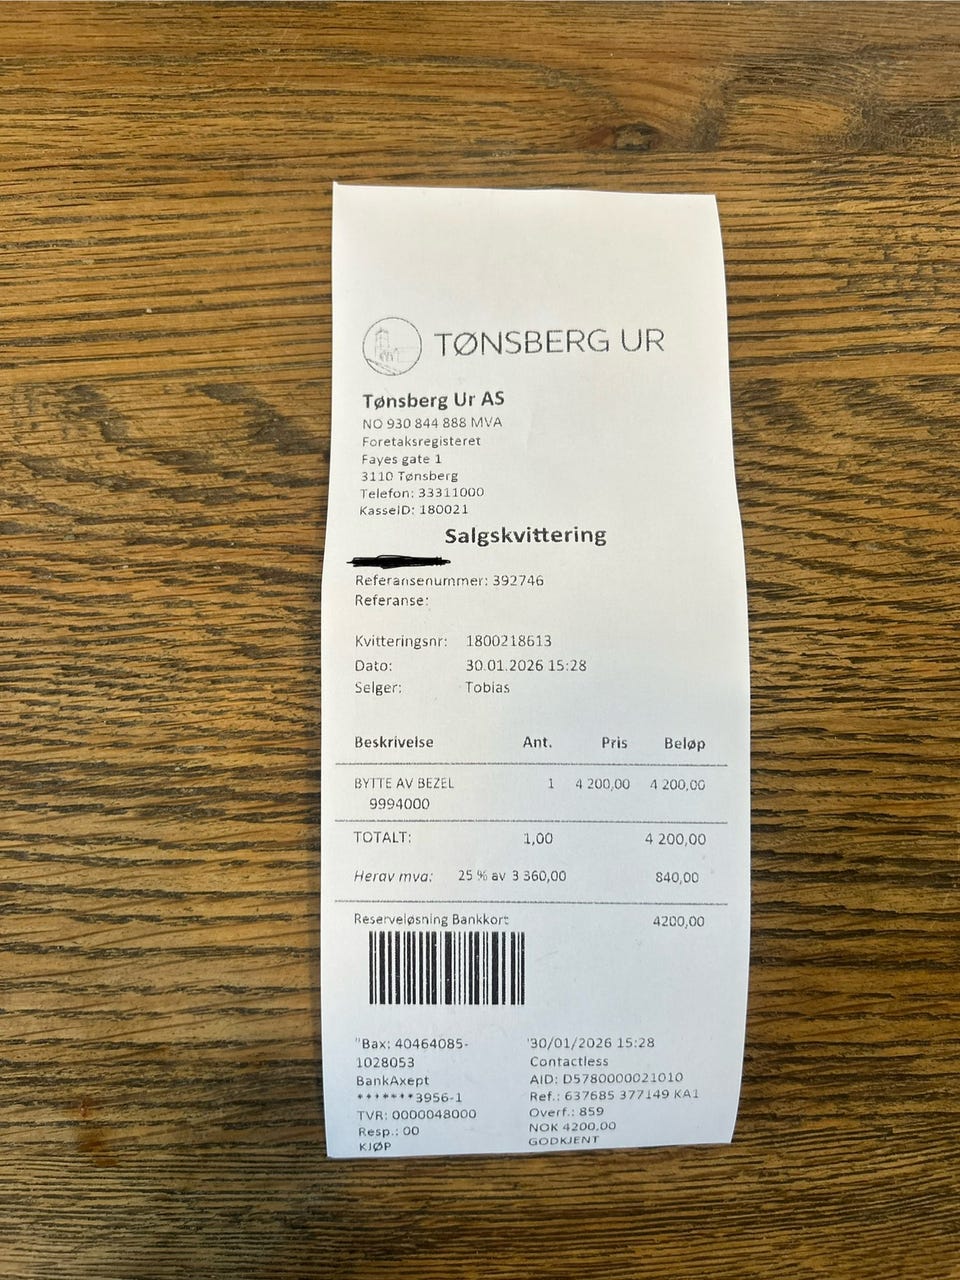 TØNSBERG UR
Tønsberg Ur AS
NO 930 844 888 MVA
Foretaksregisteret
Fayes gate 1
3110 Tønsberg
Telefon: 33311000
KasseID: 180021
Salgskvittering
Referansenummer: 392746
Referanse:
Kvitteringsnr: 1800218613
Dato: 30.01.2026 15:28
Selger: Tobias
Beskrivelse Ant. Pris Beløp
BYTTE AV BEZEL 1 4 200,00 4 200,00
9994000
TOTALT: 1,00 4 200,00
Herav mva: 25 % av 3 360,00 840,00
Reserveløsning Bankkort 4200,00
"Bax: 40464085- '30/01/2026 15:28
1028053 Contactless
BankAxept AID: D5780000021010
*******3956-1 Ref.: 637685 377149 KA1
TVR: 0000048000 Overf.: 859
Resp.: 00 NOK 4200,00
KJØP GODKJENT